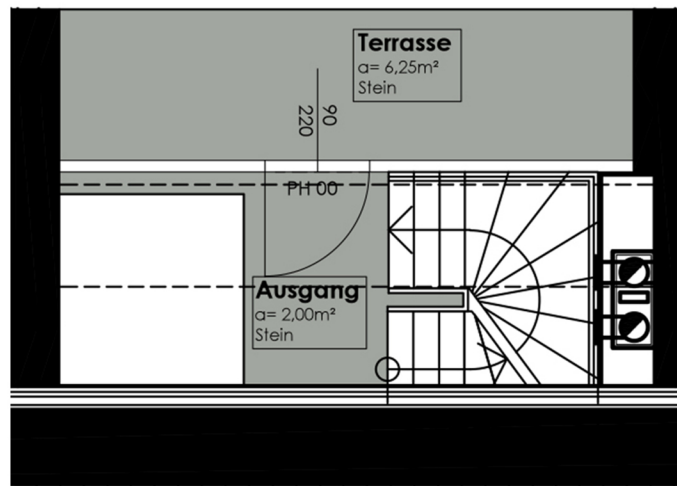 Terrasse
a= 6,25m²
Stein
90
220
PH 00
Ausgang
a= 2,00m²
Stein